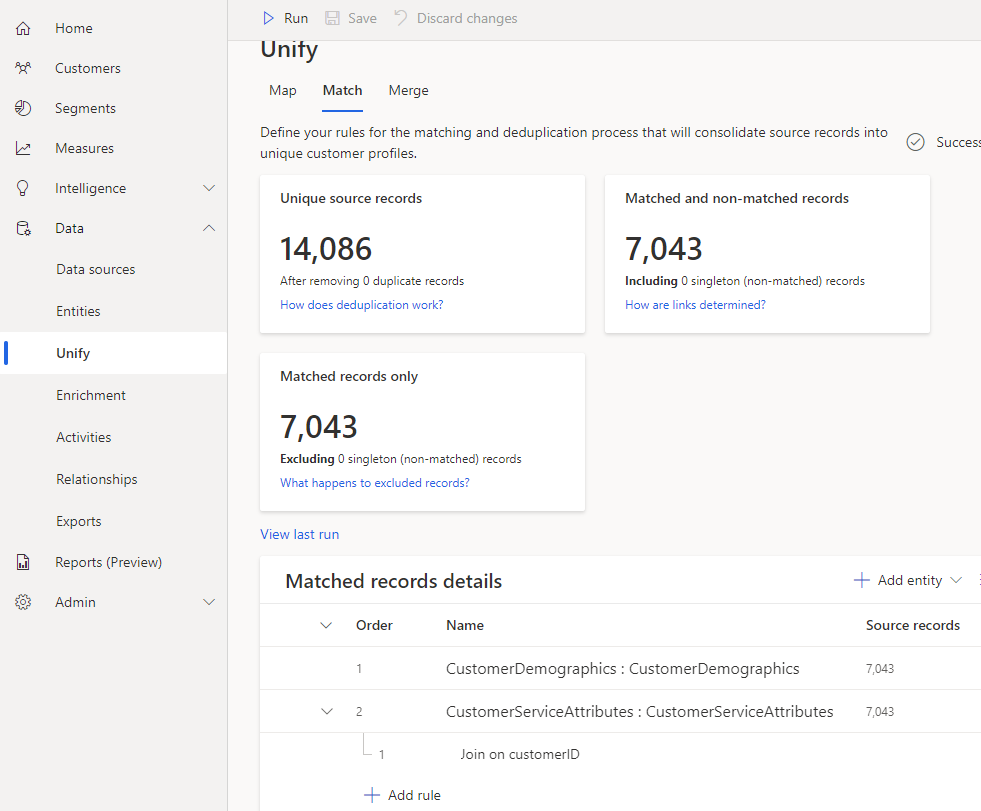 Home
Customers
Segments
Measures
Intelligence
Data
Data sources
Entities
Unify
Enrichment
Activities
Relationships
Exports
Reports (Preview)
Admin
Run Save Discard changes
Unify
Map Match Merge
Define your rules for the matching and deduplication process that will consolidate source records into
unique customer profiles.
Success
Unique source records
14,086
After removing 0 duplicate records
How does deduplication work?
Matched and non-matched records
7,043
Including 0 singleton (non-matched) records
How are links determined?
Matched records only
7,043
Excluding 0 singleton (non-matched) records
What happens to excluded records?
View last run
Matched records details
Add entity
Order Name Source records
1 CustomerDemographics : CustomerDemographics 7,043
2 CustomerServiceAttributes : CustomerServiceAttributes 7,043
1 Join on customerID
Add rule